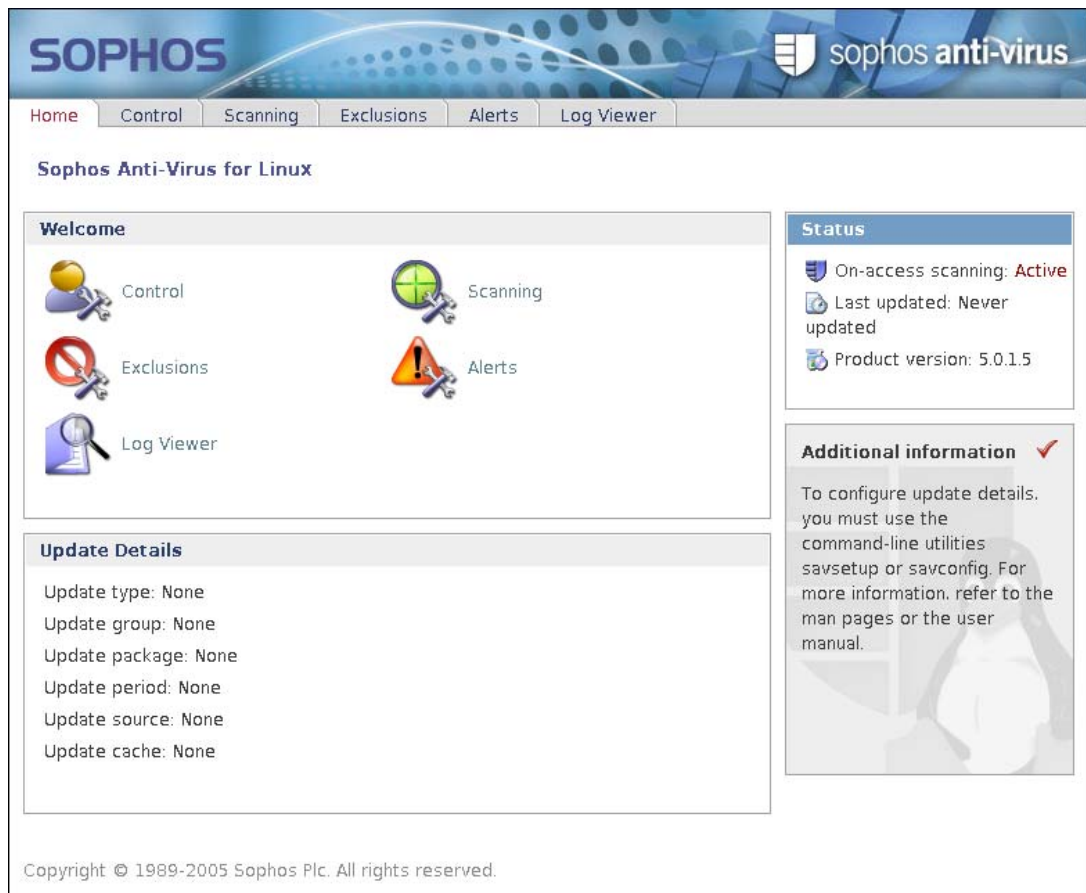 SOPHOS
sophos anti-virus
Home Control Scanning Exclusions Alerts Log Viewer
Sophos Anti-Virus for Linux
Welcome
Control
Scanning
Exclusions
Alerts
Log Viewer
Update Details
Update type: None
Update group: None
Update package: None
Update period: None
Update source: None
Update cache: None
Status
On-access scanning: Active
Last updated: Never
updated
Product version: 5.0.1.5
Additional information
To configure update details.
you must use the
command-line utilities
savsetup or savconfig. For
more information. refer to the
man pages or the user
manual.
Copyright © 1989-2005 Sophos Plc. All rights reserved.